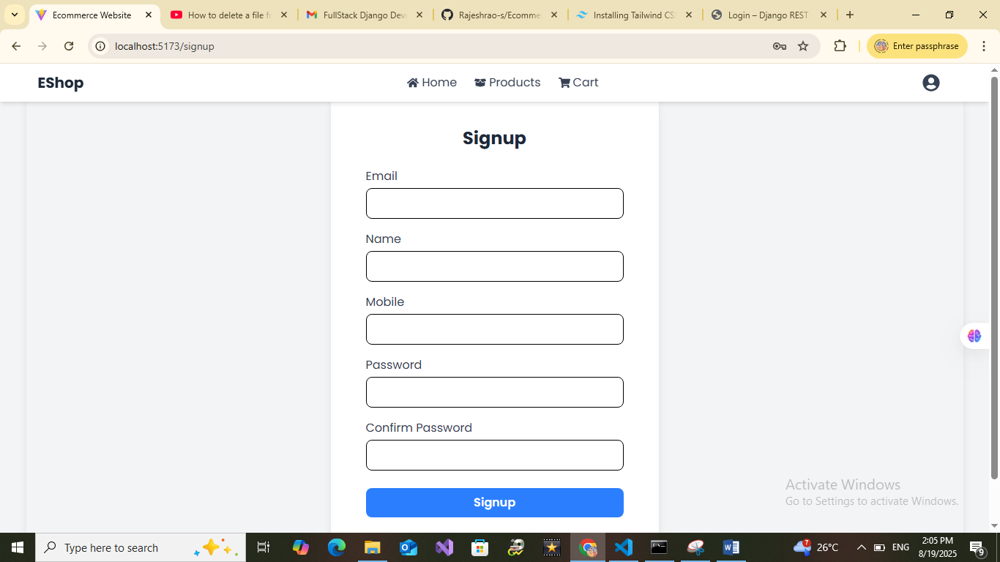 Ecommerce Website
How to delete a file f
FullStack Django Dev
Rajeshrao-s/Ecomme
Installing Tailwind CS
Login – Django REST
localhost:5173/signup
Enter passphrase
EShop
Home
Products
Cart
Signup
Email
Name
Mobile
Password
Confirm Password
Signup
Activate Windows
Go to Settings to activate Windows.
Type here to search
7
26°C
ENG
2:05 PM
8/19/2025
9